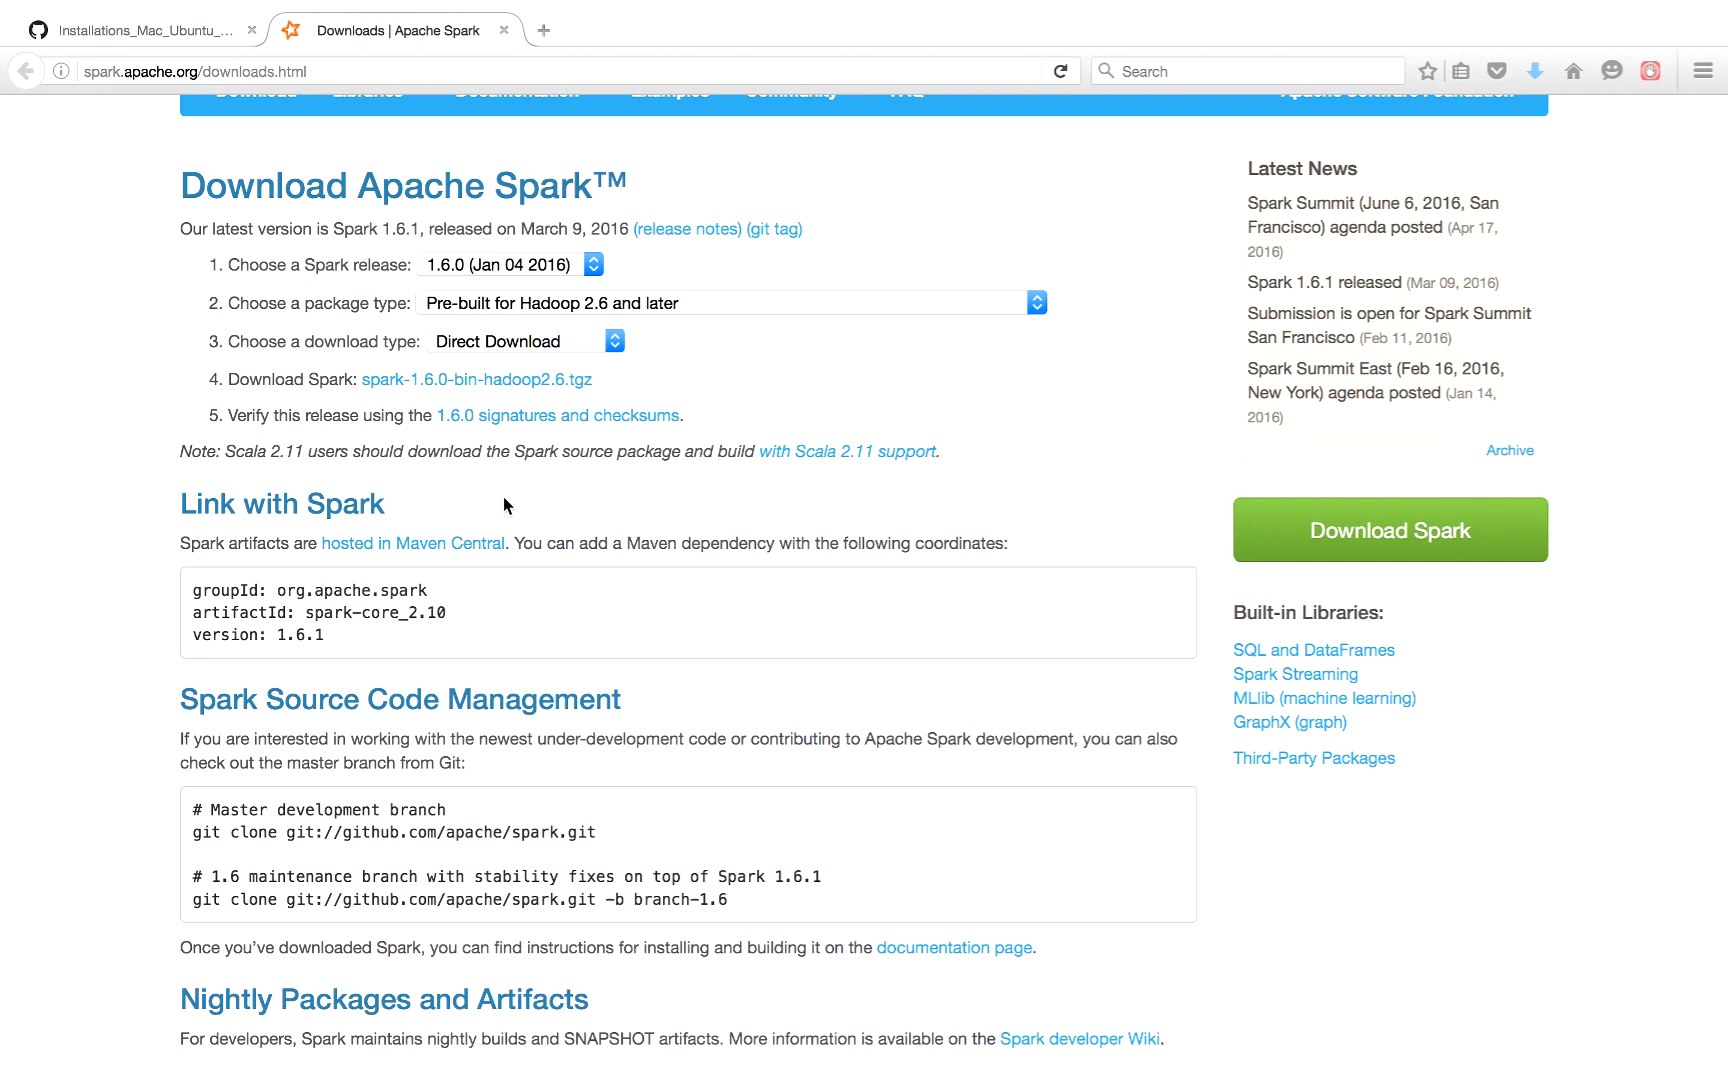 Installations_Mac_Ubuntu_...
Downloads | Apache Spark
spark.apache.org/downloads.html
Search
Download Libraries Documentation Examples Community FAQ Apache Software Foundation
Download Apache Spark™
Our latest version is Spark 1.6.1, released on March 9, 2016 (release notes) (git tag)
1. Choose a Spark release: 1.6.0 (Jan 04 2016)
2. Choose a package type: Pre-built for Hadoop 2.6 and later
3. Choose a download type: Direct Download
4. Download Spark: spark-1.6.0-bin-hadoop2.6.tgz
5. Verify this release using the 1.6.0 signatures and checksums.
Note: Scala 2.11 users should download the Spark source package and build with Scala 2.11 support.
Link with Spark
Spark artifacts are hosted in Maven Central. You can add a Maven dependency with the following coordinates:
groupId: org.apache.spark
artifactId: spark-core_2.10
version: 1.6.1
Spark Source Code Management
If you are interested in working with the newest under-development code or contributing to Apache Spark development, you can also
check out the master branch from Git:
# Master development branch
git clone git://github.com/apache/spark.git
# 1.6 maintenance branch with stability fixes on top of Spark 1.6.1
git clone git://github.com/apache/spark.git -b branch-1.6
Once you've downloaded Spark, you can find instructions for installing and building it on the documentation page.
Nightly Packages and Artifacts
For developers, Spark maintains nightly builds and SNAPSHOT artifacts. More information is available on the Spark developer Wiki.
Latest News
Spark Summit (June 6, 2016, San
Francisco) agenda posted (Apr 17,
2016)
Spark 1.6.1 released (Mar 09, 2016)
Submission is open for Spark Summit
San Francisco (Feb 11, 2016)
Spark Summit East (Feb 16, 2016,
New York) agenda posted (Jan 14,
2016)
Archive
Download Spark
Built-in Libraries:
SQL and DataFrames
Spark Streaming
MLlib (machine learning)
GraphX (graph)
Third-Party Packages